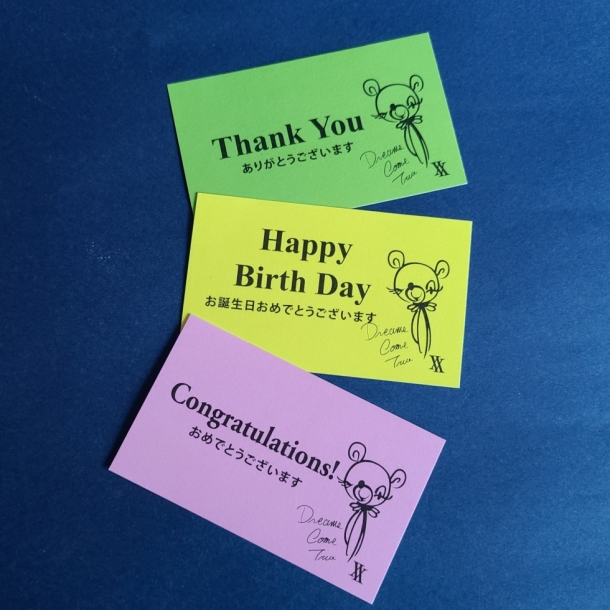 Thank You
ありがとうございます
Dreams
Come
True
Happy
Birth Day
お誕生日おめでとうございます
Dreams
Come
True
Congratulations!
おめでとうございます
Dreams
Come
True